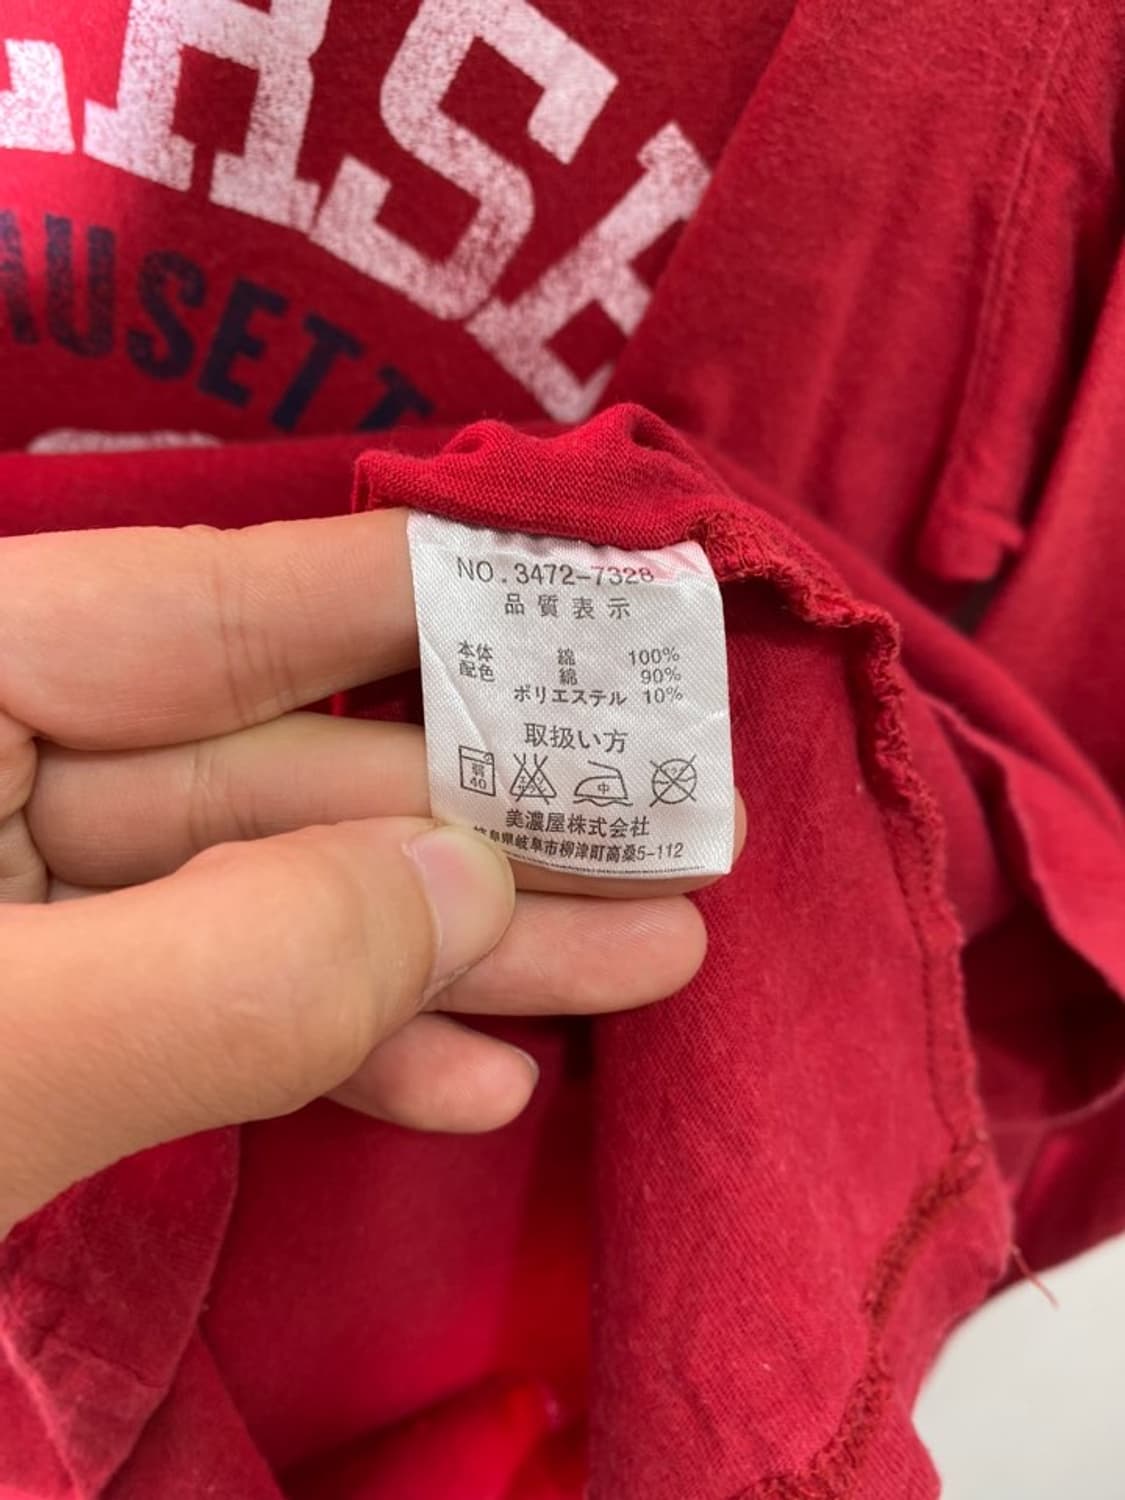 AUSETT
NO.3472-7328
品質表示
本体 綿 100%
配色 綿 90%
ポリエステル 10%
取扱い方
弱 40
中
美濃屋株式会社
岐阜県岐阜市柳津町高桑5-112